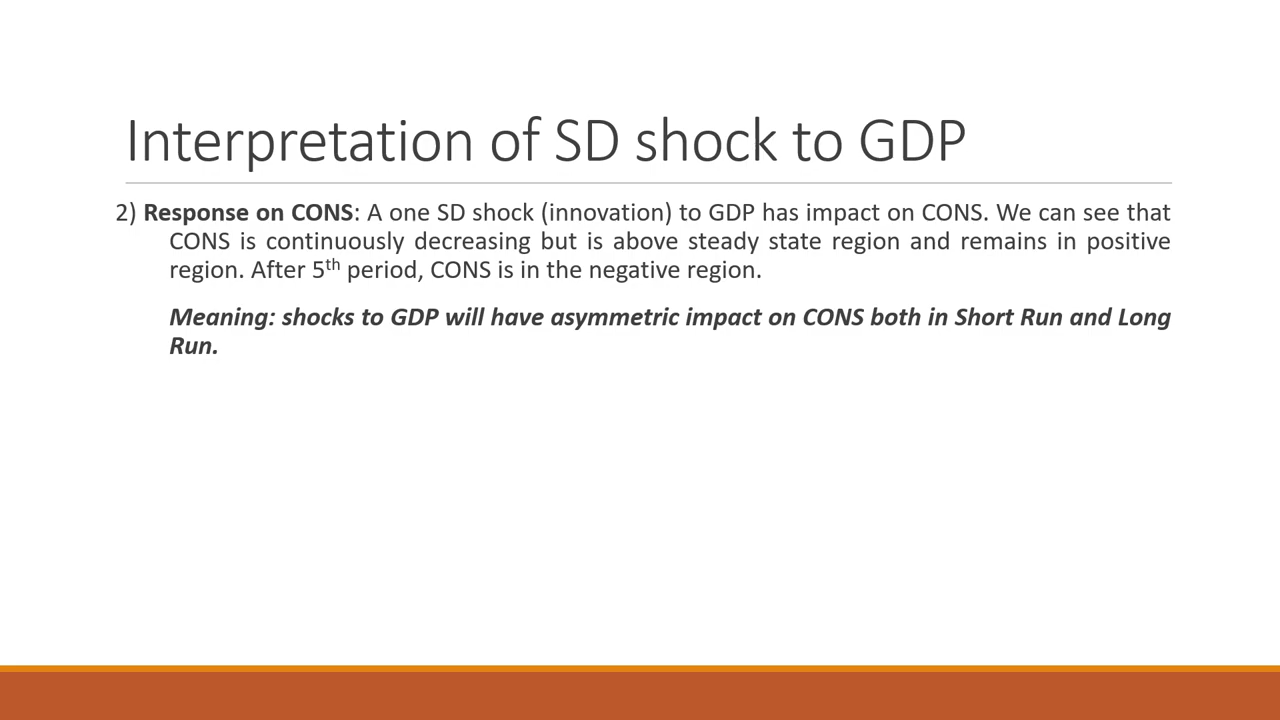 Interpretation of SD shock to GDP
2) Response on CONS: A one SD shock (innovation) to GDP has impact on CONS. We can see that
CONS is continuously decreasing but is above steady state region and remains in positive
region. After 5th period, CONS is in the negative region.
Meaning: shocks to GDP will have asymmetric impact on CONS both in Short Run and Long
Run.